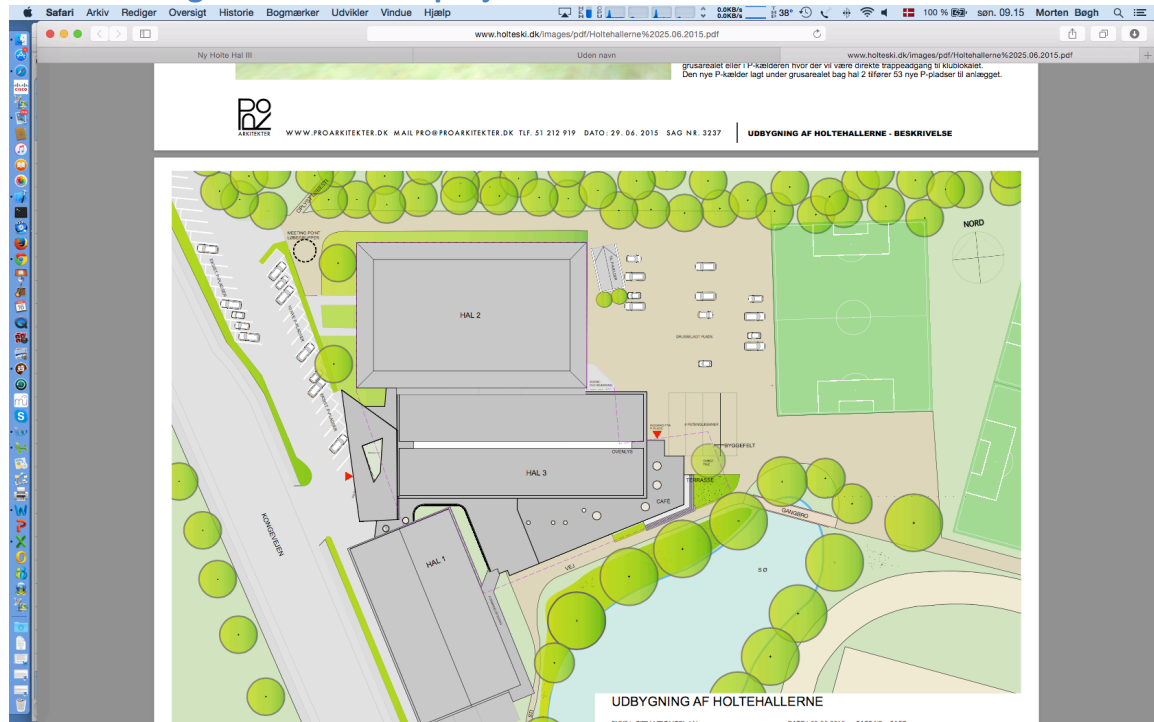 Safari Arkiv Rediger Oversigt Historie Bogmærker Udvikler Vindue Hjælp
0.0KB/s
0.0KB/s
38° 100 % søn. 09.15 Morten Bøgh
www.holteski.dk/images/pdf/Holtehallerne%2025.06.2015.pdf
Ny Holte Hal III
Uden navn
www.holteski.dk/images/pdf/Holtehallerne%2025.06.2015.pdf
grusarealet eller i P-kælderen hvor der vil være direkte trappeadgang til klublokalet.
Den nye P-kælder lagt under grusarealet bag hal 2 tilfører 53 nye P-pladser til anlægget.
ARKITEKTER
WWW.PROARKITEKTER.DK MAIL PRO@PROARKITEKTER.DK TLF. 51 212 919 DATO: 29. 06. 2015 SAG NR. 3237
UDBYGNING AF HOLTEHALLERNE - BESKRIVELSE
MEETING POINT
NORD
HAL 2
BYGGEFELT
OVENLYS
HAL 3
TERRASSE
CAFÉ
GANGBRO
KONGEVEJEN
HAL 1
VEJ
SØ
UDBYGNING AF HOLTEHALLERNE